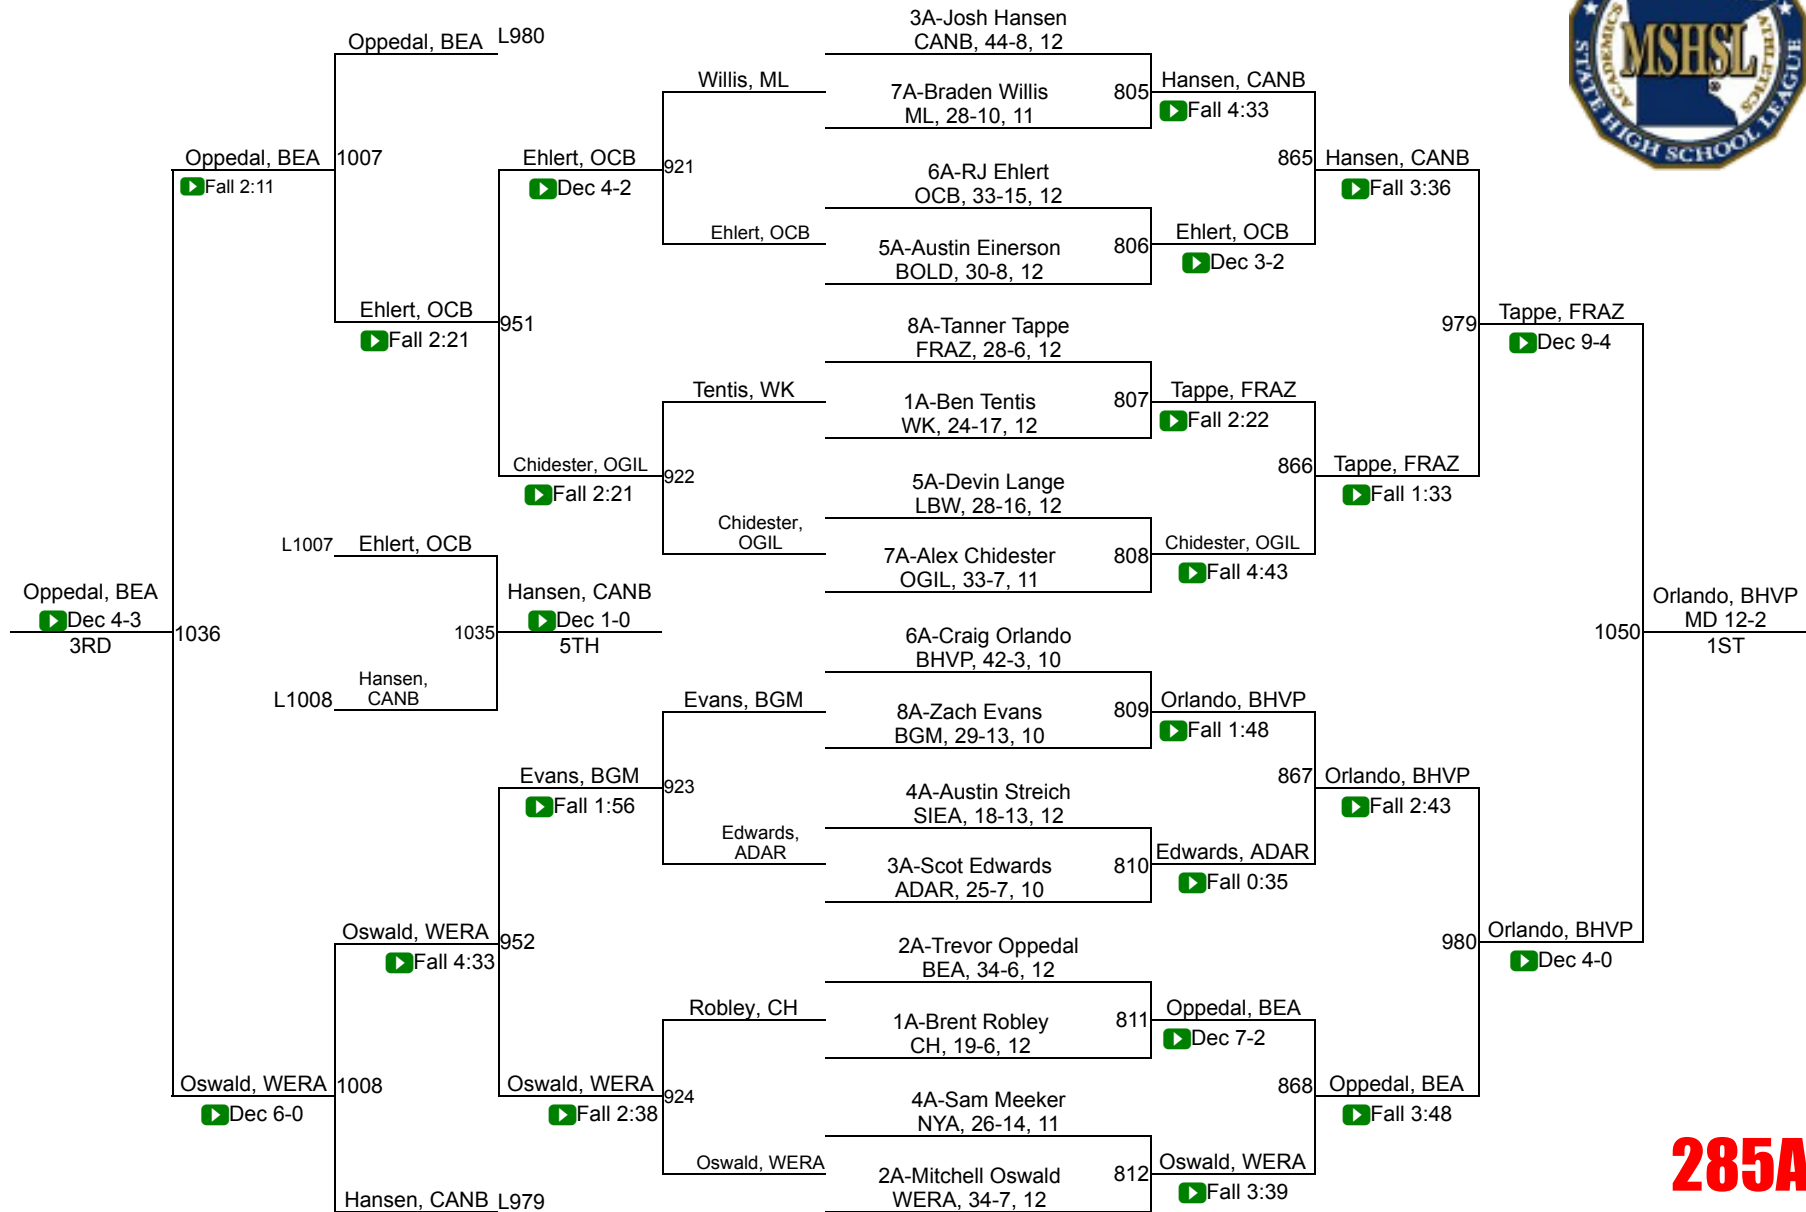 Oppedal, BEA L980
3A-Josh Hansen
CANB, 44-8, 12
Willis, ML
7A-Braden Willis
ML, 28-10, 11
805
Hansen, CANB
Fall 4:33
Oppedal, BEA
Fall 2:11
1007
Ehlert, OCB
Dec 4-2
921
6A-RJ Ehlert
OCB, 33-15, 12
865
Hansen, CANB
Fall 3:36
Ehlert, OCB
5A-Austin Einerson
BOLD, 30-8, 12
806
Ehlert, OCB
Dec 3-2
Ehlert, OCB
Fall 2:21
951
8A-Tanner Tappe
FRAZ, 28-6, 12
979
Tappe, FRAZ
Dec 9-4
Tentis, WK
1A-Ben Tentis
WK, 24-17, 12
807
Tappe, FRAZ
Fall 2:22
Chidester, OGIL
Fall 2:21
922
5A-Devin Lange
LBW, 28-16, 12
866
Tappe, FRAZ
Fall 1:33
Chidester,
OGIL
7A-Alex Chidester
OGIL, 33-7, 11
808
Chidester, OGIL
Fall 4:43
L1007 Ehlert, OCB
Oppedal, BEA
Dec 4-3
3RD
1036
1035
Hansen, CANB
Dec 1-0
5TH
6A-Craig Orlando
BHVP, 42-3, 10
1050
Orlando, BHVP
MD 12-2
1ST
L1008
Hansen,
CANB
Evans, BGM
8A-Zach Evans
BGM, 29-13, 10
809
Orlando, BHVP
Fall 1:48
Evans, BGM
Fall 1:56
923
4A-Austin Streich
SIEA, 18-13, 12
867
Orlando, BHVP
Fall 2:43
Edwards,
ADAR
3A-Scot Edwards
ADAR, 25-7, 10
810
Edwards, ADAR
Fall 0:35
Oswald, WERA
Fall 4:33
952
2A-Trevor Oppedal
BEA, 34-6, 12
980
Orlando, BHVP
Dec 4-0
Robley, CH
1A-Brent Robley
CH, 19-6, 12
811
Oppedal, BEA
Dec 7-2
Oswald, WERA
Dec 6-0
1008
Oswald, WERA
Fall 2:38
924
4A-Sam Meeker
NYA, 26-14, 11
868
Oppedal, BEA
Fall 3:48
Oswald, WERA
2A-Mitchell Oswald
WERA, 34-7, 12
812
Oswald, WERA
Fall 3:39
Hansen, CANB L979
MSHSL
ACADEMICS
ATHLETICS
STATE HIGH SCHOOL LEAGUE
285A